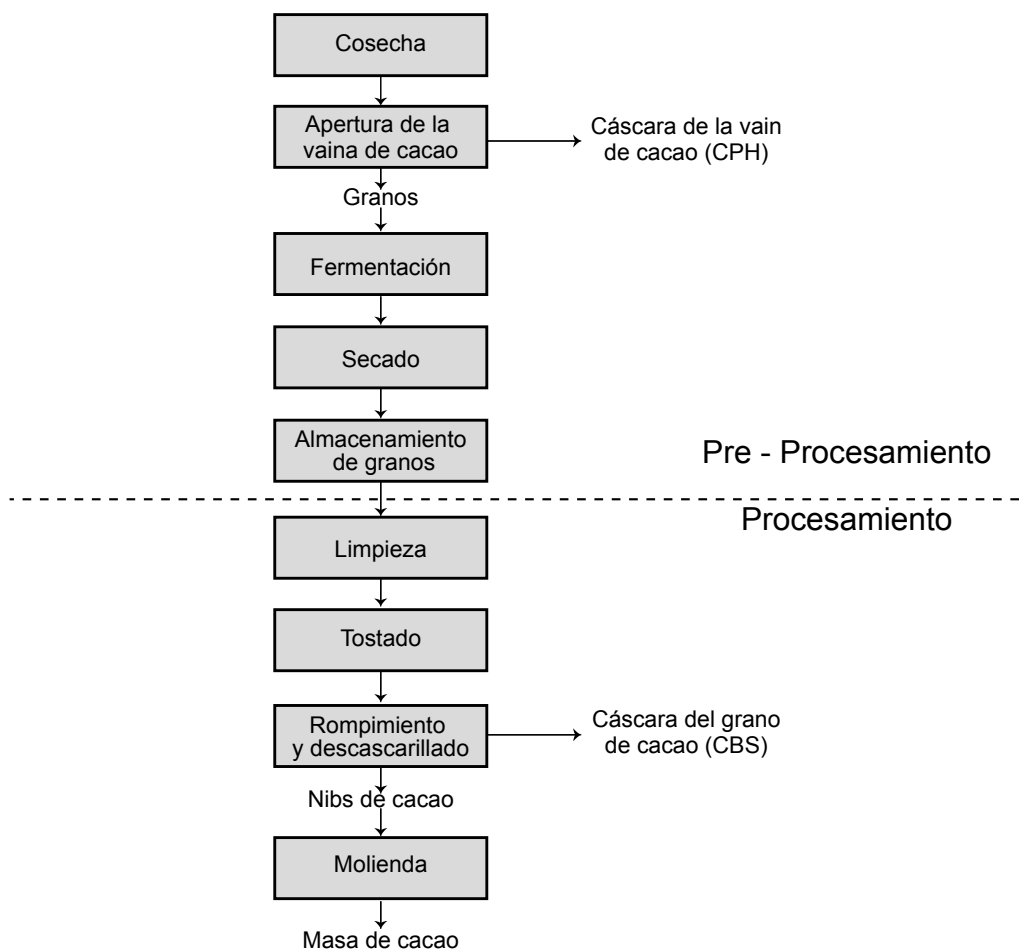 Cosecha
Apertura de la
vaina de cacao
Cáscara de la vain
de cacao (CPH)
Granos
Fermentación
Secado
Almacenamiento
de granos
Pre - Procesamiento
Procesamiento
Limpieza
Tostado
Rompimiento
y descascarillado
Cáscara del grano
de cacao (CBS)
Nibs de cacao
Molienda
Masa de cacao